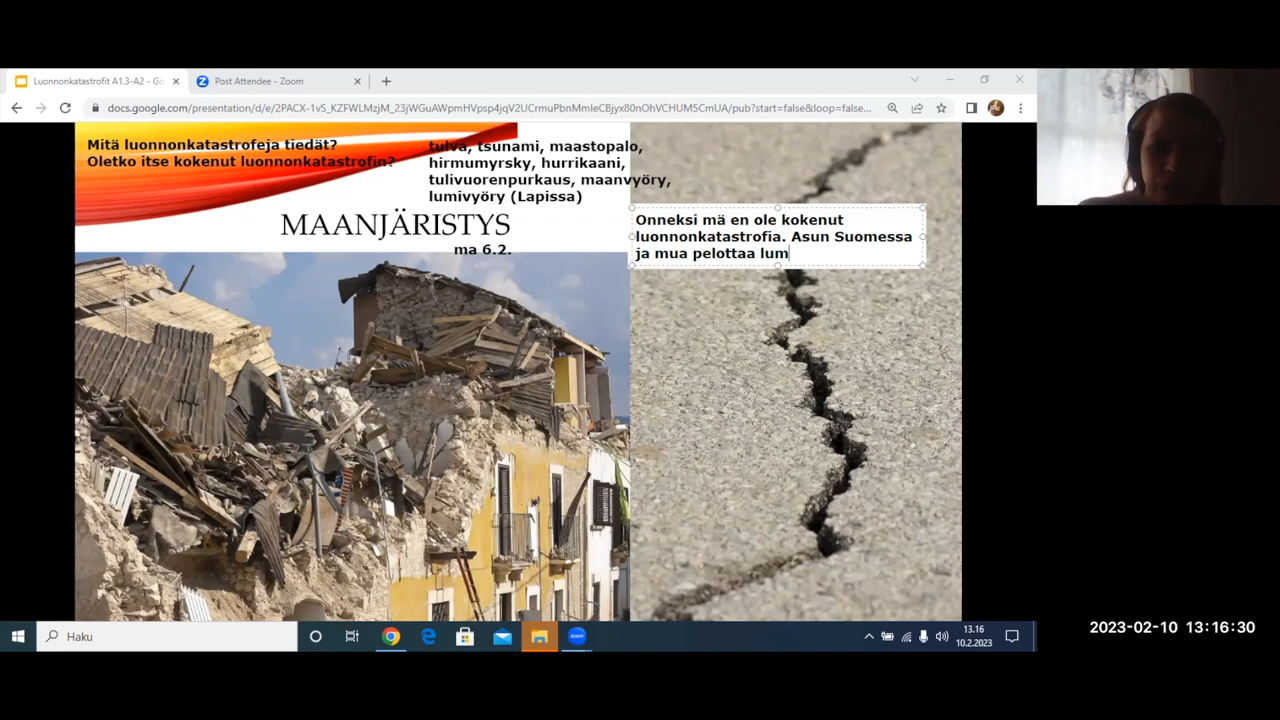 Luonnonkatastrofit A1.3-A2 - Go
Post Attendee - Zoom
docs.google.com/presentation/d/e/2PACX-1vS_KZFWLMzjM_23jWGuAWpmHVpsp4jqV2UCrmuPbnMmIeCBjyx80nOhVCHUM5CmUA/pub?start=false&loop=false...
Mitä luonnonkatastrofeja tiedät?
Oletko itse kokenut luonnonkatastrofin?
tulva, tsunami, maastopalo,
hirmumyrsky, hurrikaani,
tulivuorenpurkaus, maanvyöry,
lumivyöry (Lapissa)
MAANJÄRISTYS
ma 6.2.
Onneksi mä en ole kokenut
luonnonkatastrofia. Asun Suomessa
ja mua pelottaa lum
Haku
zoom
13.16
10.2.2023
2023-02-10 13:16:30